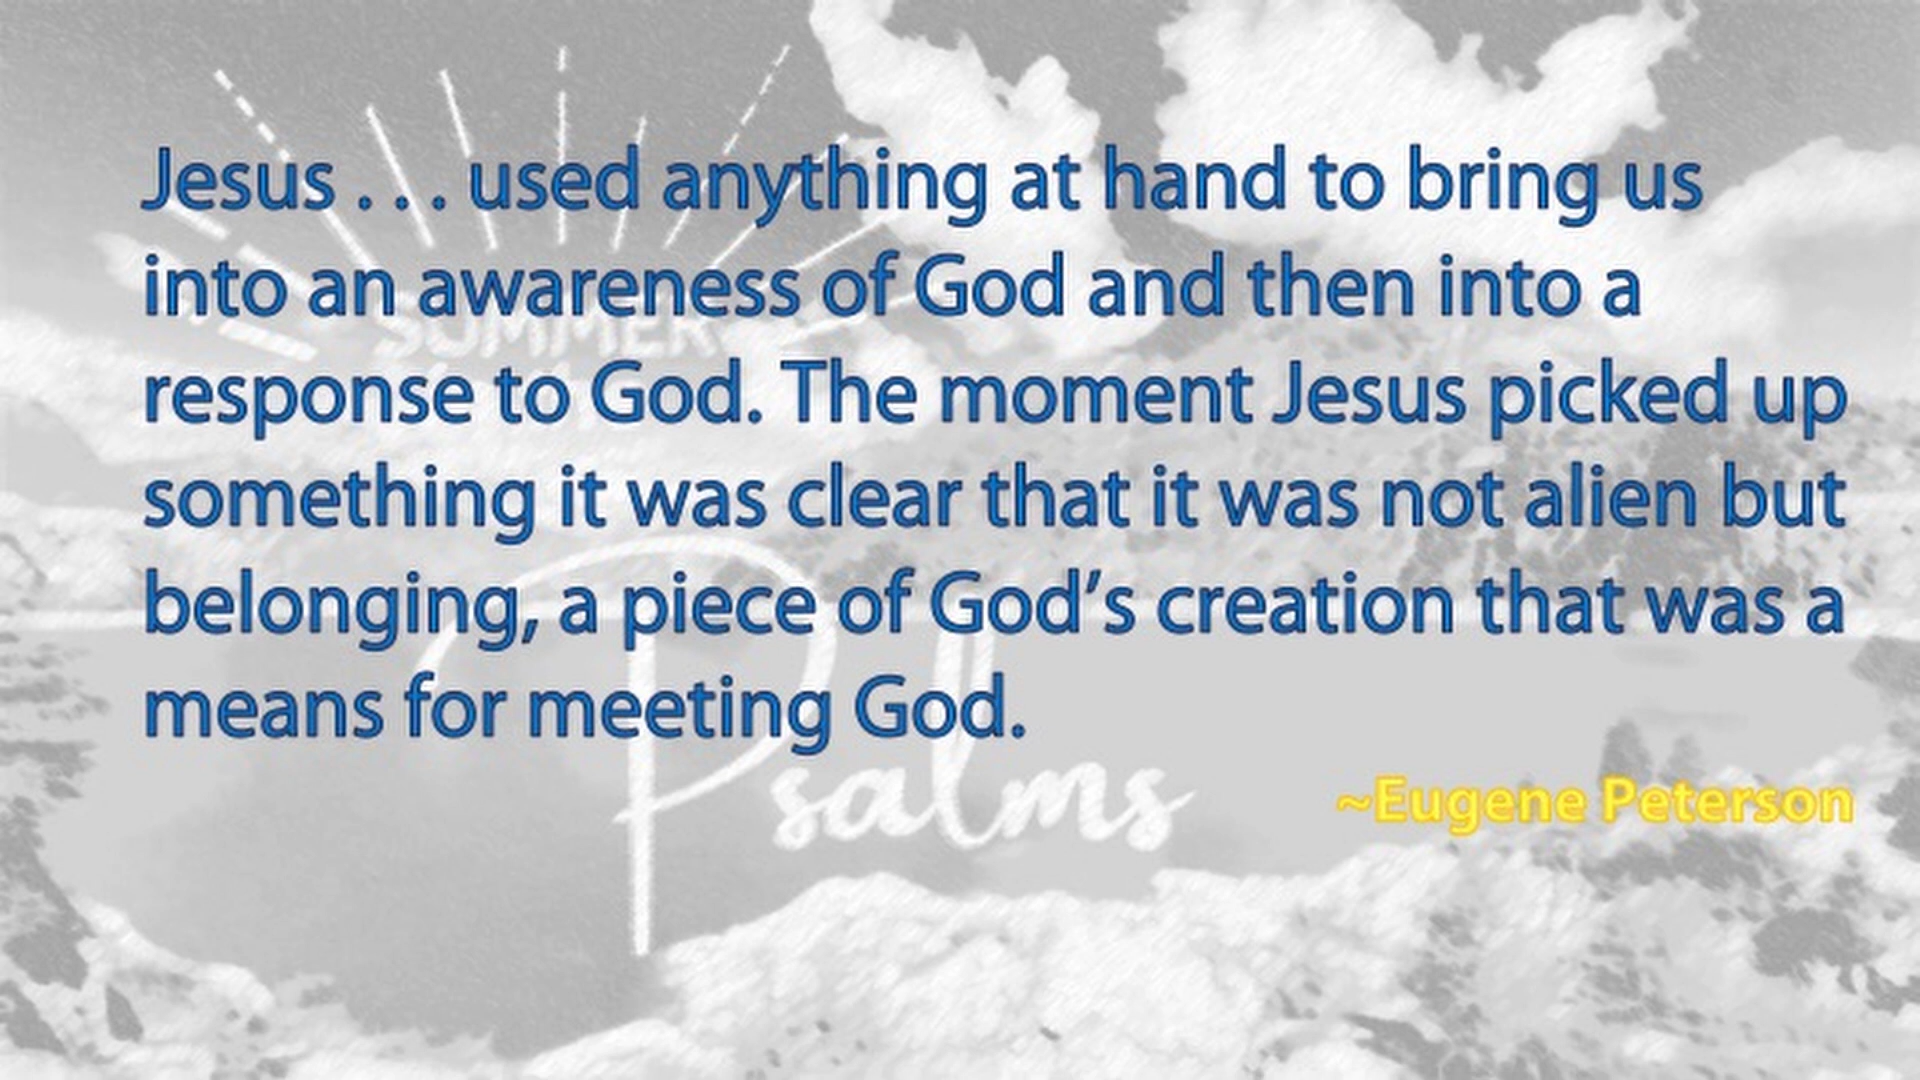 Jesus . . . used anything at hand to bring us
into an awareness of God and then into a
response to God. The moment Jesus picked up
something it was clear that it was not alien but
belonging, a piece of God’s creation that was a
means for meeting God.
~Eugene Peterson
SUMMER
Psalms